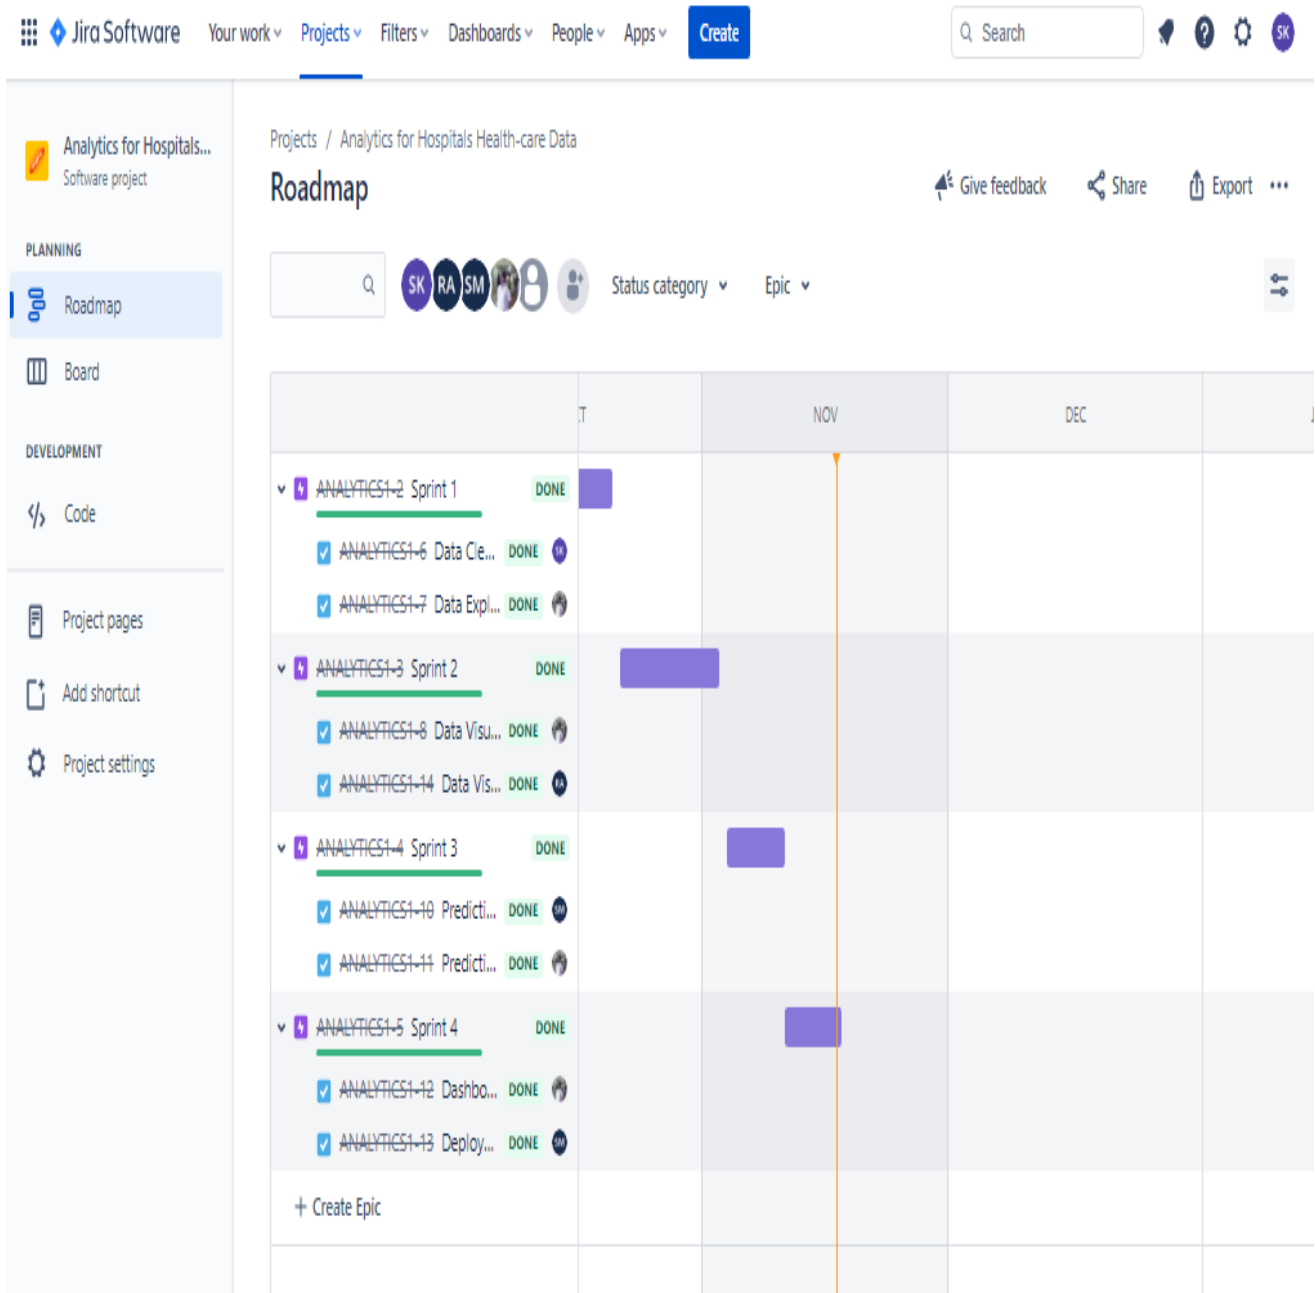 Jira Software Your work Projects Filters Dashboards People Apps Create Search SK
Analytics for Hospitals...
Software project
PLANNING
Roadmap
Board
DEVELOPMENT
Code
Project pages
Add shortcut
Project settings
Projects / Analytics for Hospitals Health-care Data
Roadmap
Give feedback Share Export
SK RA SM Status category Epic
NOV DEC
ANALYTICS1-2 Sprint 1 DONE
ANALYTICS1-6 Data Cle... DONE SK
ANALYTICS1-7 Data Expl... DONE
ANALYTICS1-3 Sprint 2 DONE
ANALYTICS1-8 Data Visu... DONE
ANALYTICS1-14 Data Vis... DONE RA
ANALYTICS1-4 Sprint 3 DONE
ANALYTICS1-10 Predicti... DONE SM
ANALYTICS1-11 Predicti... DONE
ANALYTICS1-5 Sprint 4 DONE
ANALYTICS1-12 Dashbo... DONE
ANALYTICS1-13 Deploy... DONE SM
+ Create Epic